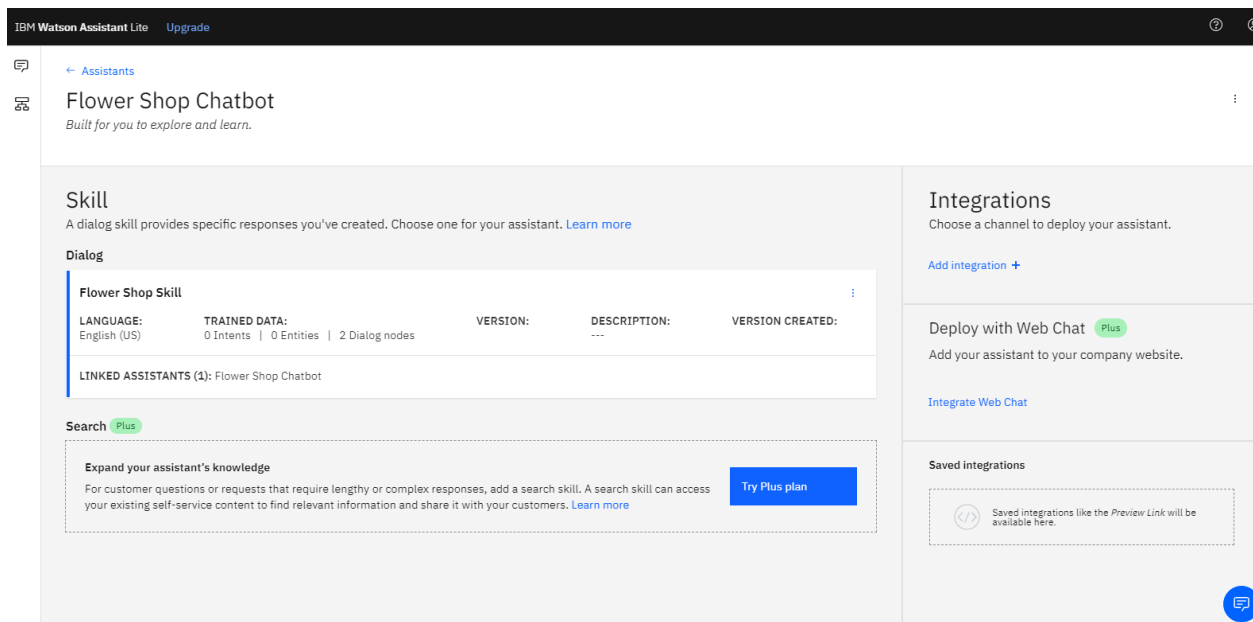 IBM Watson Assistant Lite Upgrade
← Assistants
Flower Shop Chatbot
Built for you to explore and learn.
Skill
A dialog skill provides specific responses you've created. Choose one for your assistant. Learn more
Dialog
Flower Shop Skill
LANGUAGE: TRAINED DATA: VERSION: DESCRIPTION: VERSION CREATED:
English (US) 0 Intents | 0 Entities | 2 Dialog nodes ---
LINKED ASSISTANTS (1): Flower Shop Chatbot
Search Plus
Expand your assistant's knowledge
For customer questions or requests that require lengthy or complex responses, add a search skill. A search skill can access
your existing self-service content to find relevant information and share it with your customers. Learn more
Try Plus plan
Integrations
Choose a channel to deploy your assistant.
Add integration +
Deploy with Web Chat Plus
Add your assistant to your company website.
Integrate Web Chat
Saved integrations
Saved integrations like the Preview Link will be
available here.